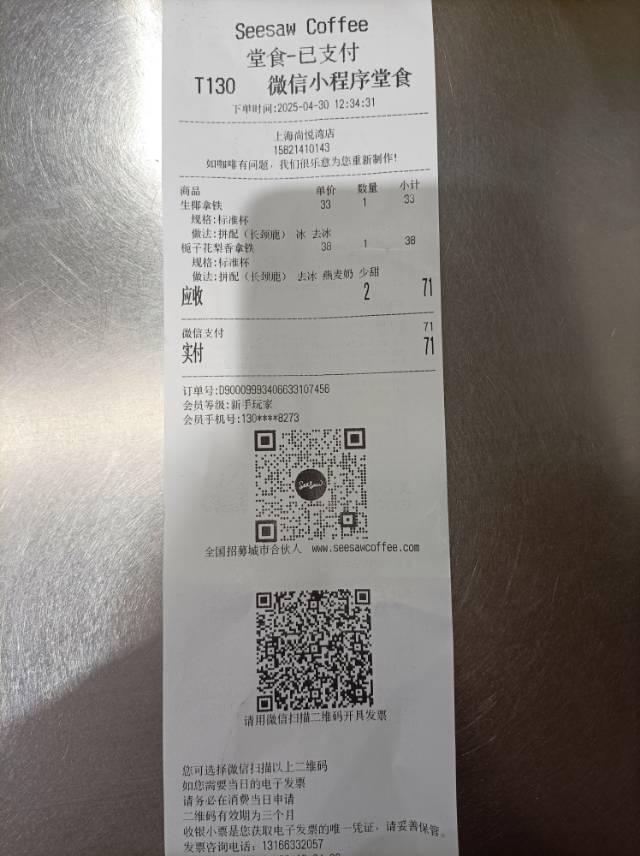 Seesaw Coffee
堂食-已支付
T130 微信小程序堂食
下单时间:2025-04-30 12:34:31
上海尚悦湾店
15821410143
如咖啡有问题，我们很乐意为您重新制作!
商品 单价 数量 小计
生椰拿铁 33 1 33
规格:标准杯
做法:拼配（长颈鹿） 冰 去冰
栀子花梨香拿铁 38 1 38
规格:标准杯
做法:拼配（长颈鹿） 去冰 燕麦奶 少甜
应收 2 71
微信支付 71
实付 71
订单号:D90009993406633107456
会员等级:新手玩家
会员手机号:130****8273
SeeSaw
全国招募城市合伙人 www.seesawcoffee.com
请用微信扫描二维码开具发票
您可选择微信扫描以上二维码
如您需要当日的电子发票
请务必在消费当日申请
二维码有效期为三个月
收银小票是您获取电子发票的唯一凭证，请妥善保管。
发票咨询电话：13166332057